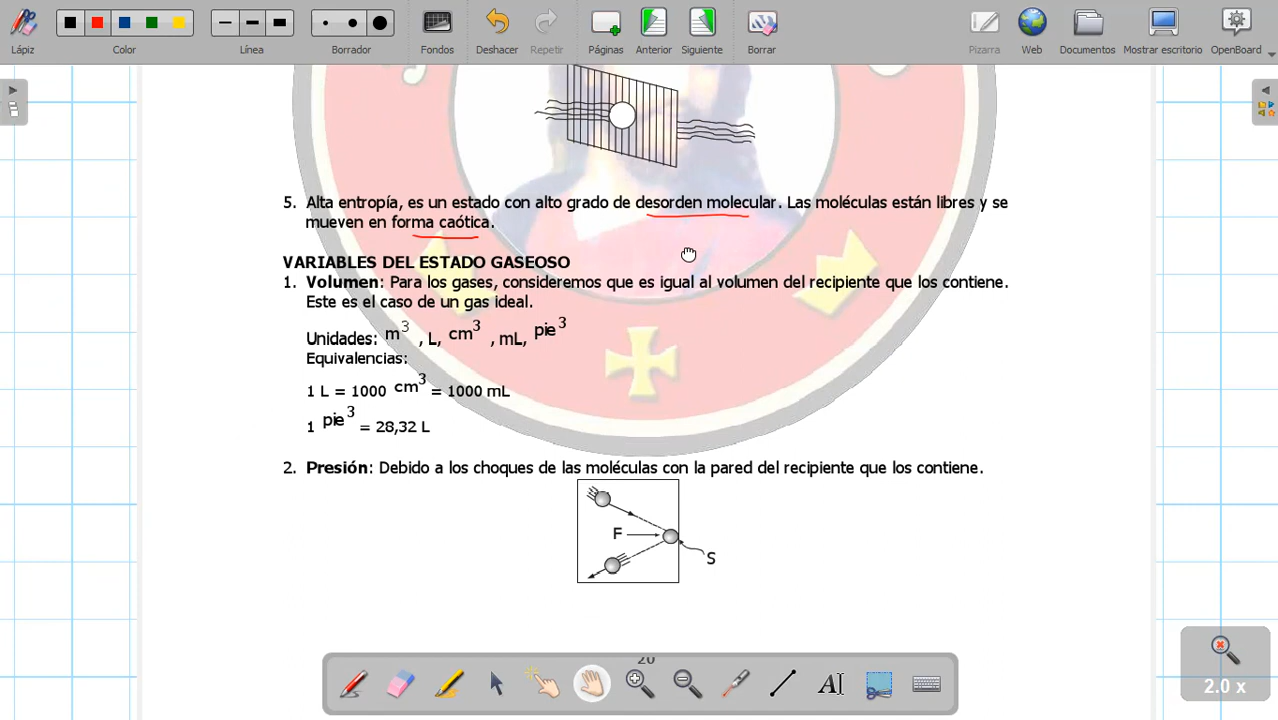 Lápiz
Color
Línea
Borrador
Fondos
Deshacer
Repetir
Páginas
Anterior
Siguiente
Borrar
Pizarra
Web
Documentos
Mostrar escritorio
OpenBoard
5. Alta entropía, es un estado con alto grado de desorden molecular. Las moléculas están libres y se
mueven en forma caótica.
VARIABLES DEL ESTADO GASEOSO
1. Volumen: Para los gases, consideremos que es igual al volumen del recipiente que los contiene.
Este es el caso de un gas ideal.
Unidades: m³ , L, cm³ , mL, pie³
Equivalencias:
1 L = 1000 cm³ = 1000 mL
1 pie³ = 28,32 L
2. Presión: Debido a los choques de las moléculas con la pared del recipiente que los contiene.
F
S
20
AI
2.0 x